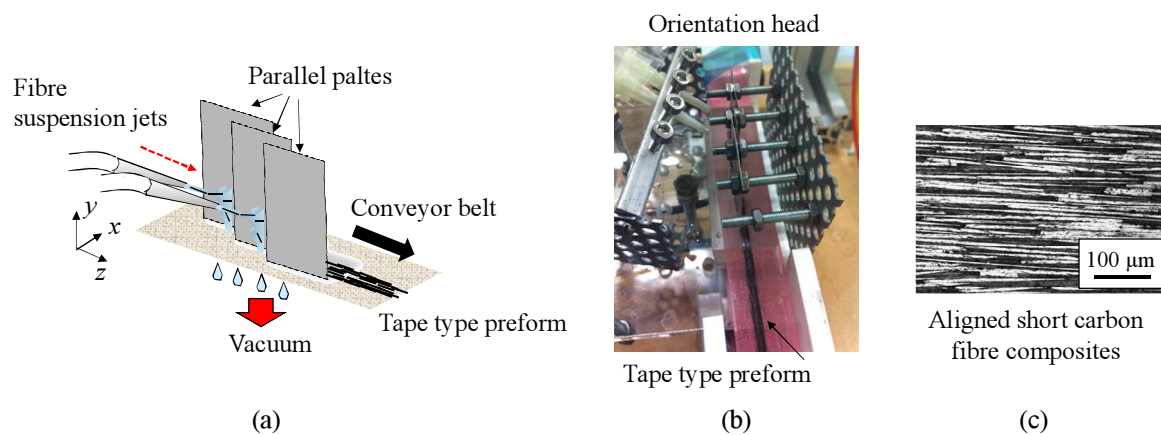 Fibre
suspension jets
Parallel paltes
y
x
z
Conveyor belt
Tape type preform
Vacuum
(a)
Orientation head
Tape type preform
(b)
100 μm
Aligned short carbon
fibre composites
(c)